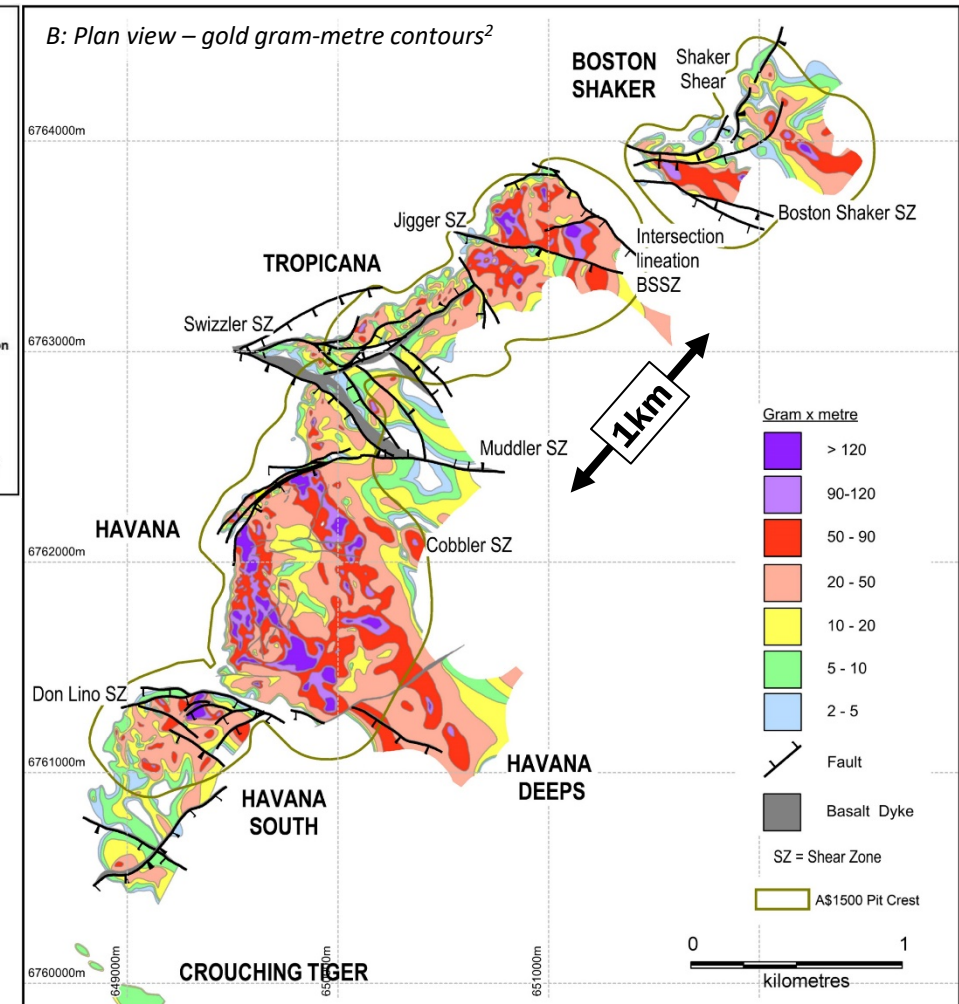 B: Plan view – gold gram-metre contours2
BOSTON
SHAKER
Shaker
Shear
6764000m
Boston Shaker SZ
Jigger SZ
Intersection
lineation
BSSZ
TROPICANA
Swizzler SZ
on
6763000m
1km
Muddler SZ
HAVANA
Cobbler SZ
6762000m
Don Lino SZ
6761000m
HAVANA
DEEPS
HAVANA
SOUTH
Gram x metre
> 120
90-120
50 - 90
20 - 50
10 - 20
5 - 10
2 - 5
Fault
Basalt Dyke
SZ = Shear Zone
A$1500 Pit Crest
0 1
kilometres
6760000m
649000m
CROUCHING TIGER
651000m